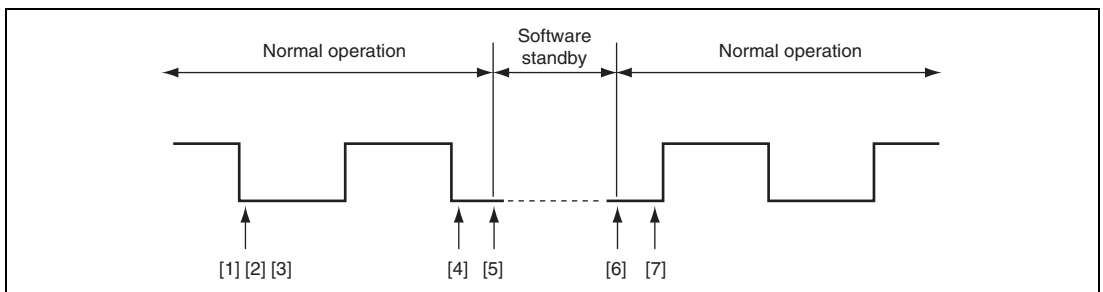 Normal operation
Software
standby
Normal operation
[1] [2] [3]
[4]
[5]
[6]
[7]